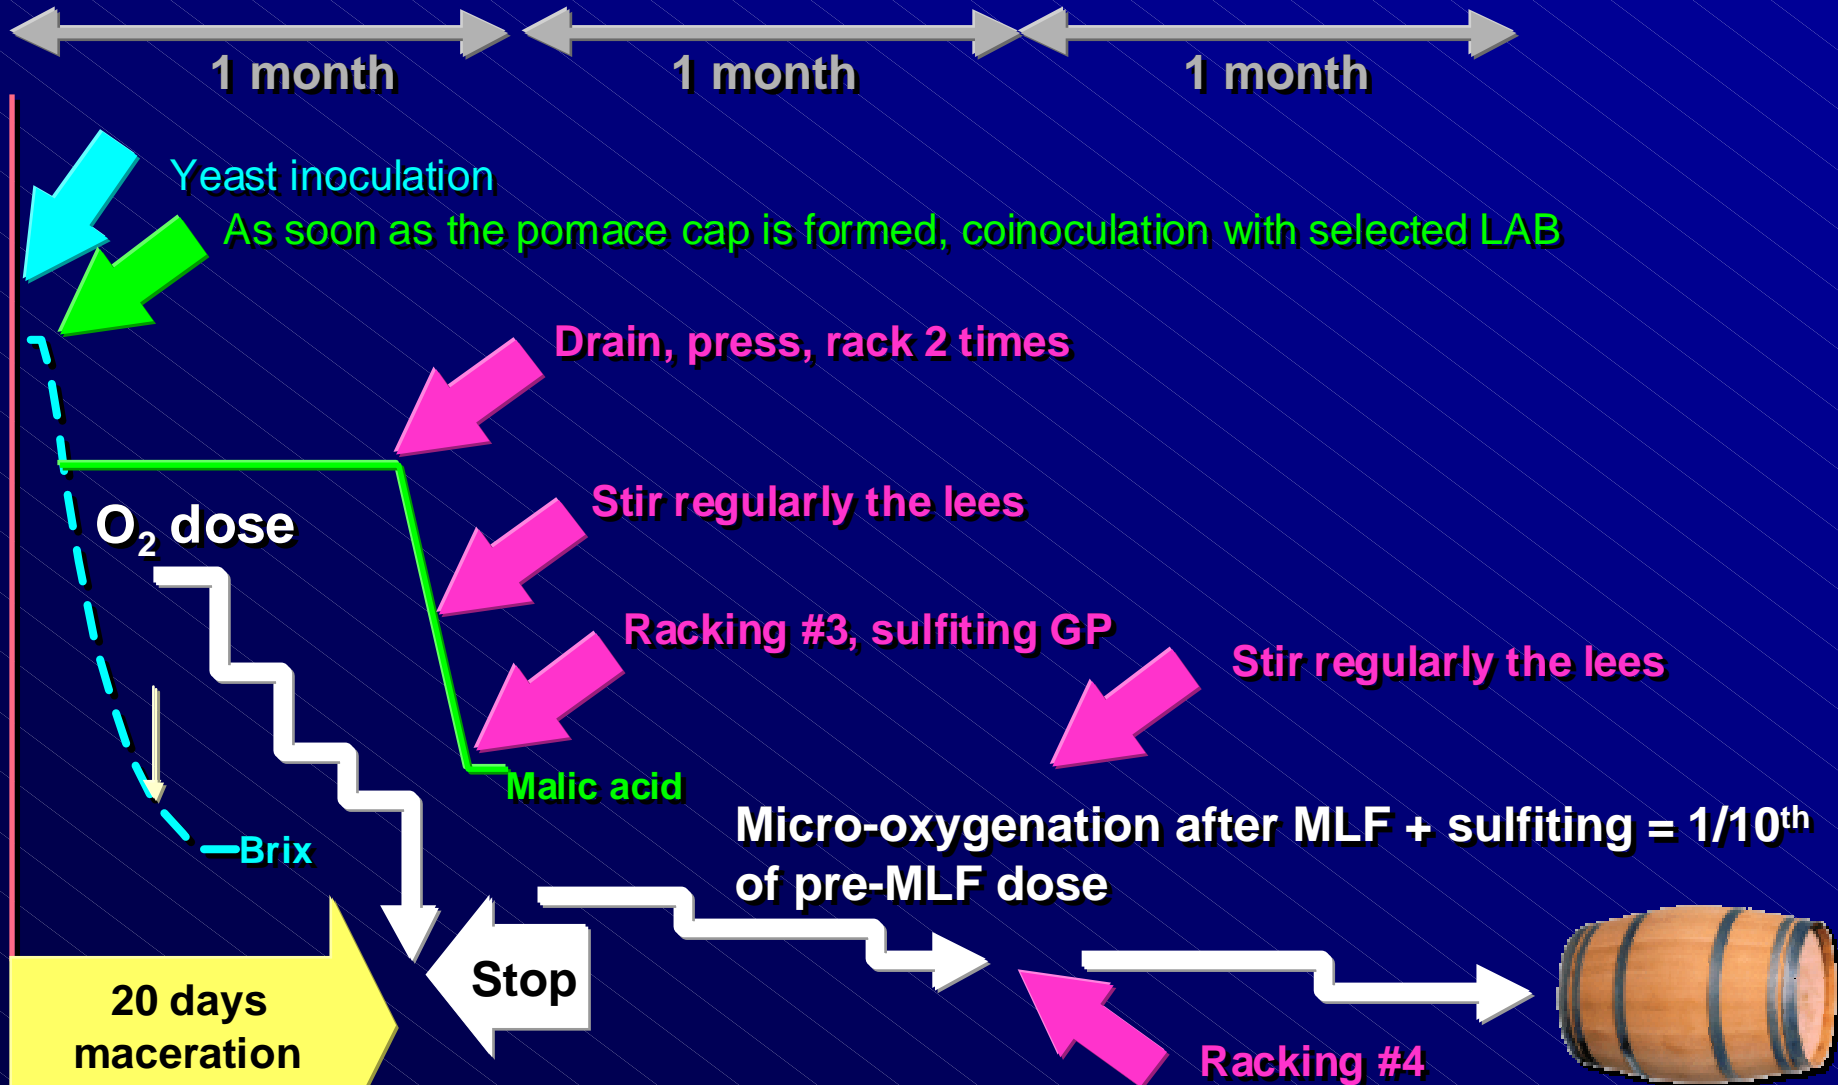 1 month 1 month 1 month
Yeast inoculation
As soon as the pomace cap is formed, coinoculation with selected LAB
Drain, press, rack 2 times
Stir regularly the lees
O2 dose
Racking #3, sulfiting GP
Stir regularly the lees
Malic acid
Micro-oxygenation after MLF + sulfiting = 1/10th
of pre-MLF dose
Brix
Stop
20 days
maceration
Racking #4